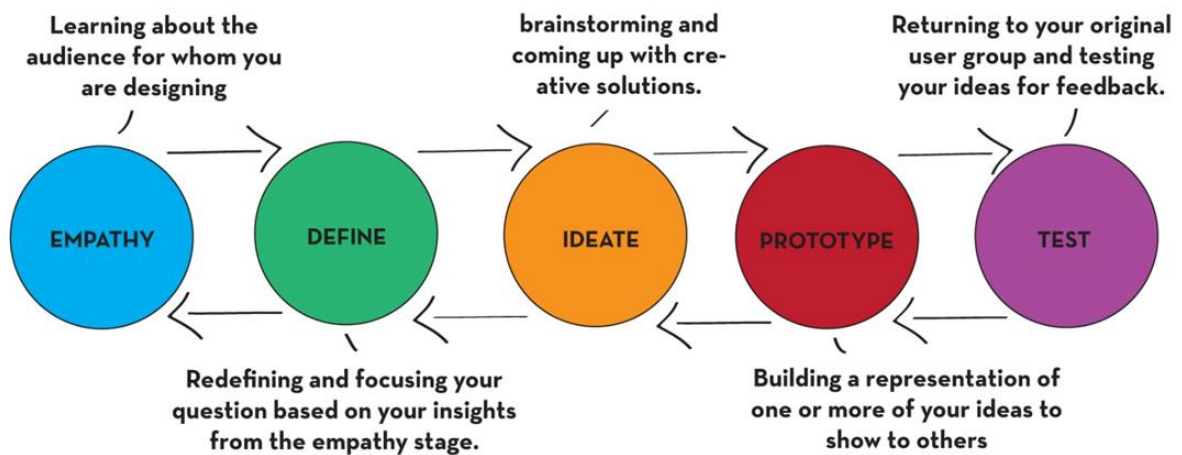 Learning about the
audience for whom you
are designing
brainstorming and
coming up with cre-
ative solutions.
Returning to your original
user group and testing
your ideas for feedback.
EMPATHY
DEFINE
IDEATE
PROTOTYPE
TEST
Redefining and focusing your
question based on your insights
from the empathy stage.
Building a representation of
one or more of your ideas to
show to others